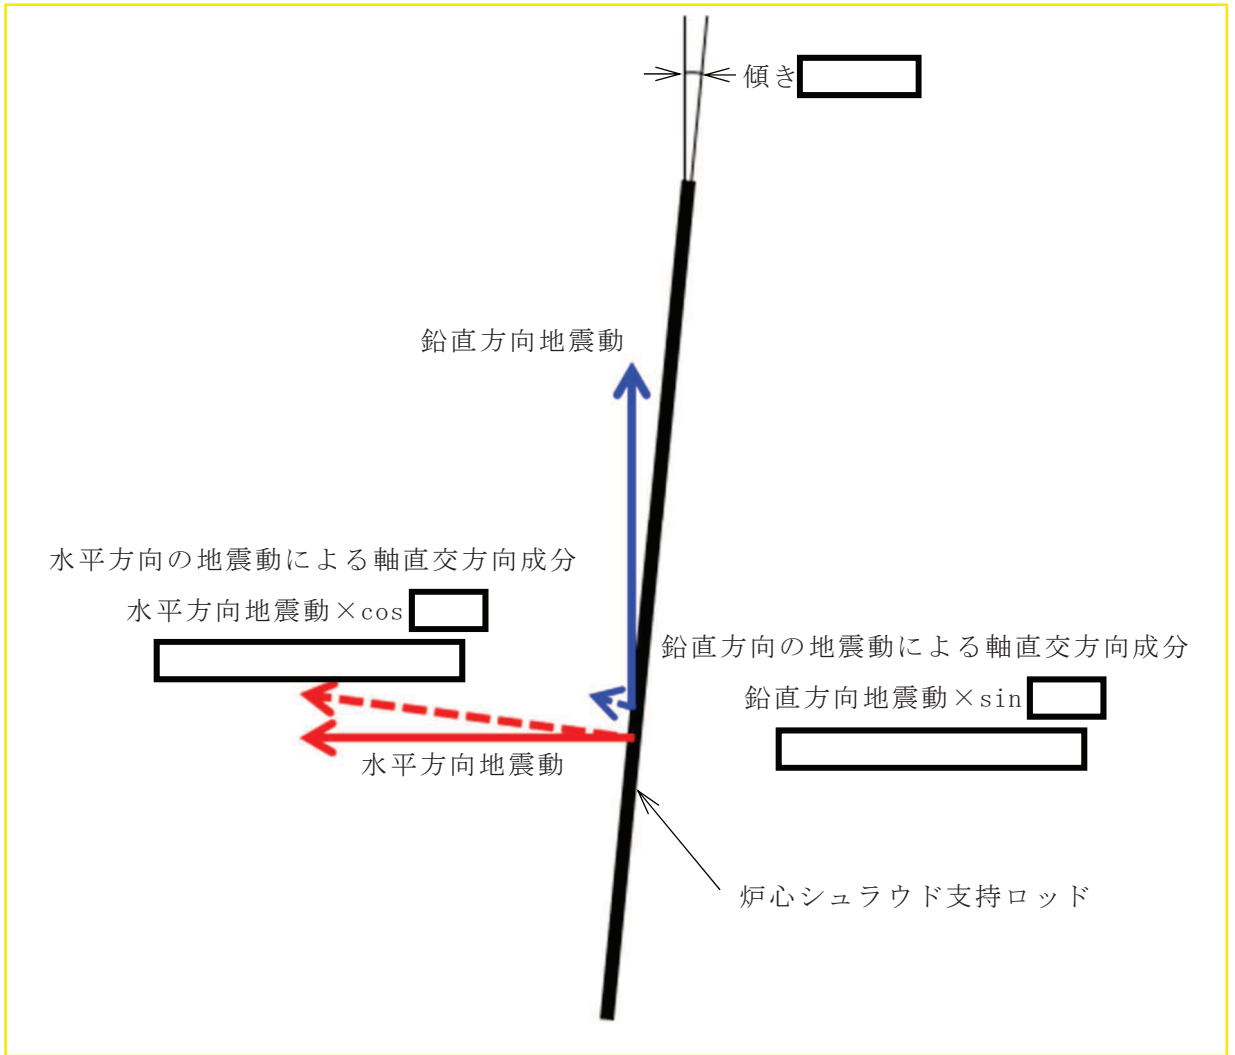 傾き
鉛直方向地震動
水平方向の地震動による軸直交方向成分
水平方向地震動×cos
鉛直方向の地震動による軸直交方向成分
鉛直方向地震動×sin
水平方向地震動
炉心シュラウド支持ロッド